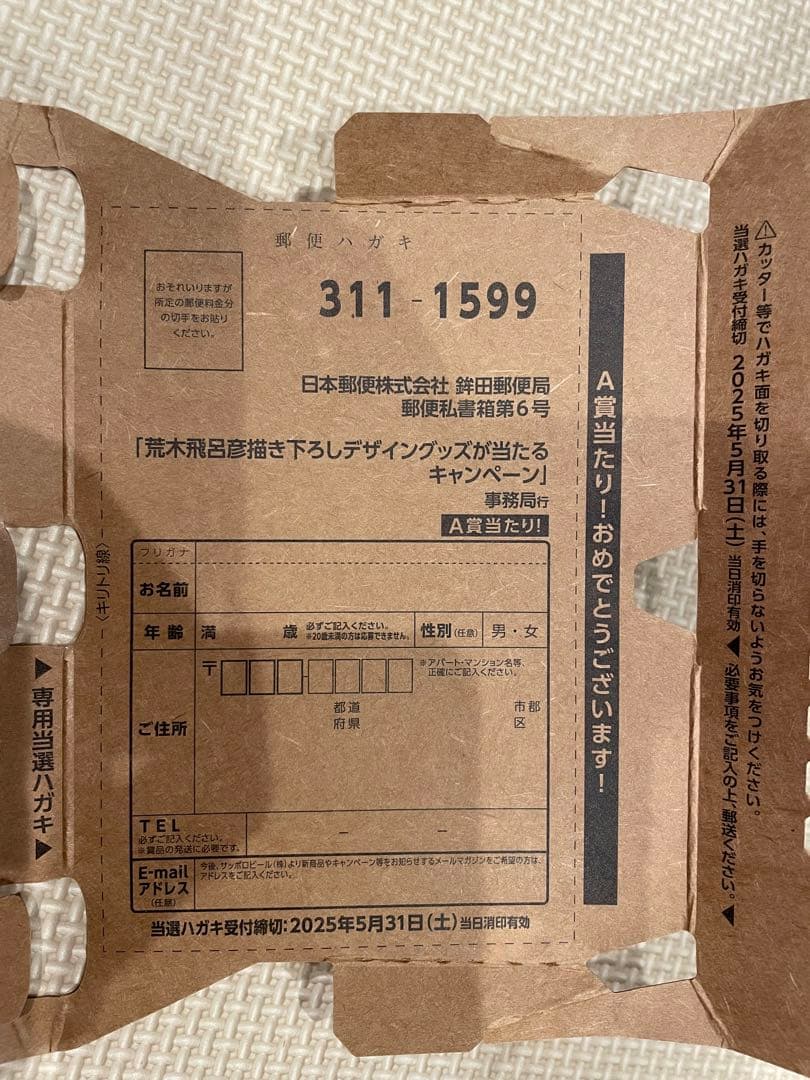 郵便ハガキ
おそれいりますが
所定の郵便料金分
の切手をお貼り
ください。
311-1599
日本郵便株式会社 鉾田郵便局
郵便私書箱第6号
「荒木飛呂彦描き下ろしデザイングッズが当たる
キャンペーン」
事務局行
A賞当たり!
フリガナ
お名前
年齢 満 歳 必ずご記入ください。
※20歳未満の方は応募できません。
性別(任意) 男・女
ご住所
〒
※アパート・マンション名等、
正確にご記入ください。
都道 市郡
府県 区
TEL
必ずご記入ください。
※賞品の発送に必要です。
– –
E-mail
アドレス
(任意)
今後、サッポロビール(株)より新商品やキャンペーン等をお知らせするメールマガジンをご希望の方は、
アドレスをご記入ください。
当選ハガキ受付締切:2025年5月31日(土)当日消印有効
〈キリトリ線〉
▶専用当選ハガキ▶
A賞当たり!おめでとうございます!
⚠カッター等でハガキ面を切り取る際には、手を切らないようお気をつけください。
当選ハガキ受付締切 2025年5月31日(土) 当日消印有効◀必要事項をご記入の上、郵送ください。◀